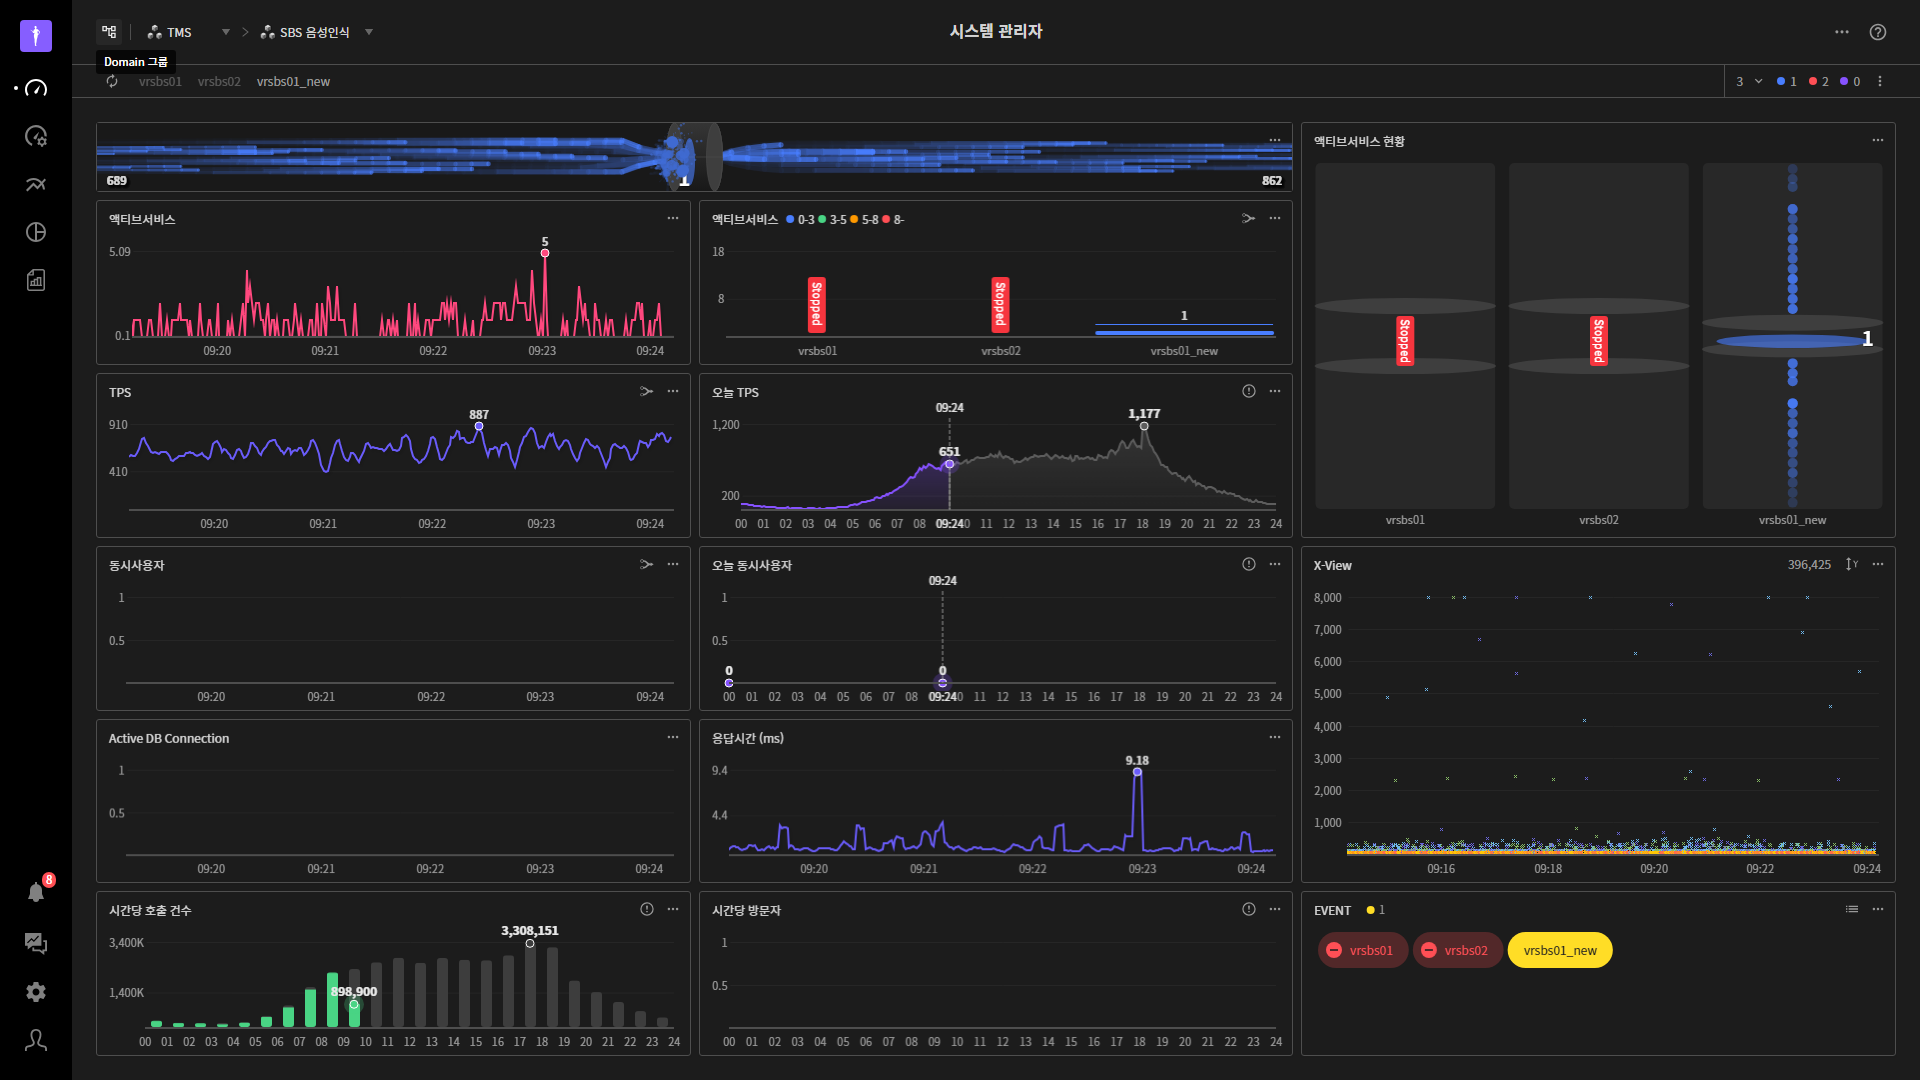 TMS
SBS 음성인식
시스템 관리자
Domain 그룹
vrsbs01
vrsbs02
vrsbs01_new
3
1
2
0
689
1
862
액티브서비스
5
5.09
0.1
09:20 09:21 09:22 09:23 09:24
액티브서비스 0-3 3-5 5-8 8-
18
8
Stopped
Stopped
1
vrsbs01 vrsbs02 vrsbs01_new
액티브서비스 현황
Stopped
Stopped
1
vrsbs01 vrsbs02 vrsbs01_new
TPS
887
910
410
09:20 09:21 09:22 09:23 09:24
오늘 TPS
09:24
1,177
1,200
651
200
00 01 02 03 04 05 06 07 08 09:24 11 12 13 14 15 16 17 18 19 20 21 22 23 24
동시사용자
1
0.5
09:20 09:21 09:22 09:23 09:24
오늘 동시사용자
09:24
1
0.5
0
0
00 01 02 03 04 05 06 07 08 09:24 11 12 13 14 15 16 17 18 19 20 21 22 23 24
X-View
396,425
Y
8,000
7,000
6,000
5,000
4,000
3,000
2,000
1,000
09:16 09:18 09:20 09:22 09:24
Active DB Connection
1
0.5
09:20 09:21 09:22 09:23 09:24
응답시간 (ms)
9.18
9.4
4.4
09:20 09:21 09:22 09:23 09:24
8
시간당 호출 건수
3,308,151
3,400K
898,900
1,400K
00 01 02 03 04 05 06 07 08 09 10 11 12 13 14 15 16 17 18 19 20 21 22 23 24
시간당 방문자
1
0.5
00 01 02 03 04 05 06 07 08 09 10 11 12 13 14 15 16 17 18 19 20 21 22 23 24
EVENT 1
vrsbs01
vrsbs02
vrsbs01_new